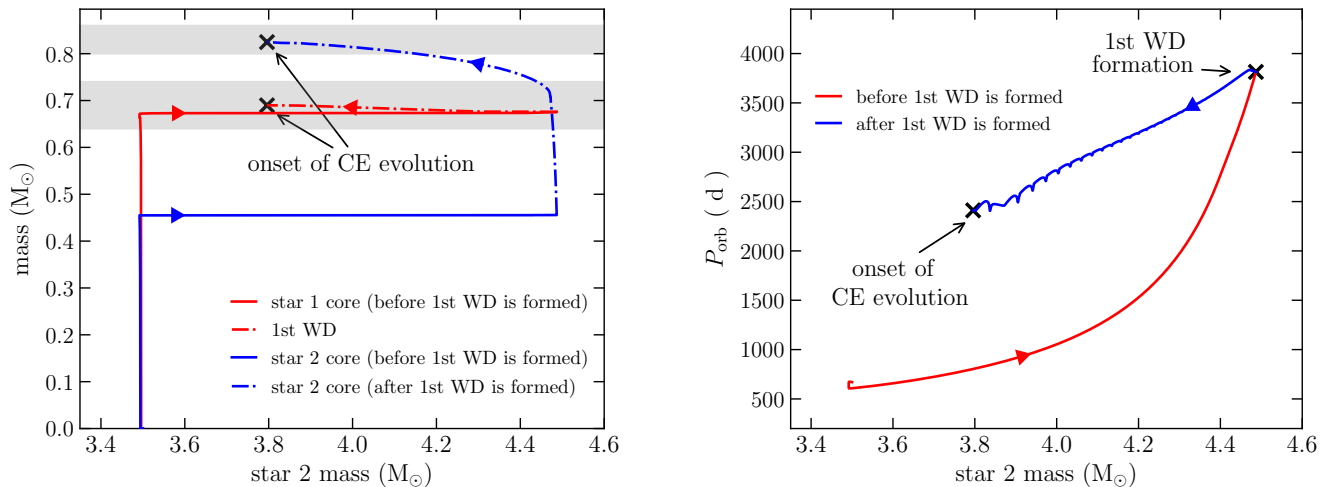 mass (M⊙)
0.8
0.7
0.6
0.5
0.4
0.3
0.2
0.1
0.0
onset of CE evolution
star 1 core (before 1st WD is formed)
1st WD
star 2 core (before 1st WD is formed)
star 2 core (after 1st WD is formed)
3.4 3.6 3.8 4.0 4.2 4.4 4.6
star 2 mass (M⊙)
P_orb ( d )
4000
3500
3000
2500
2000
1500
1000
500
1st WD
formation
before 1st WD is formed
after 1st WD is formed
onset of
CE evolution
3.4 3.6 3.8 4.0 4.2 4.4 4.6
star 2 mass (M⊙)